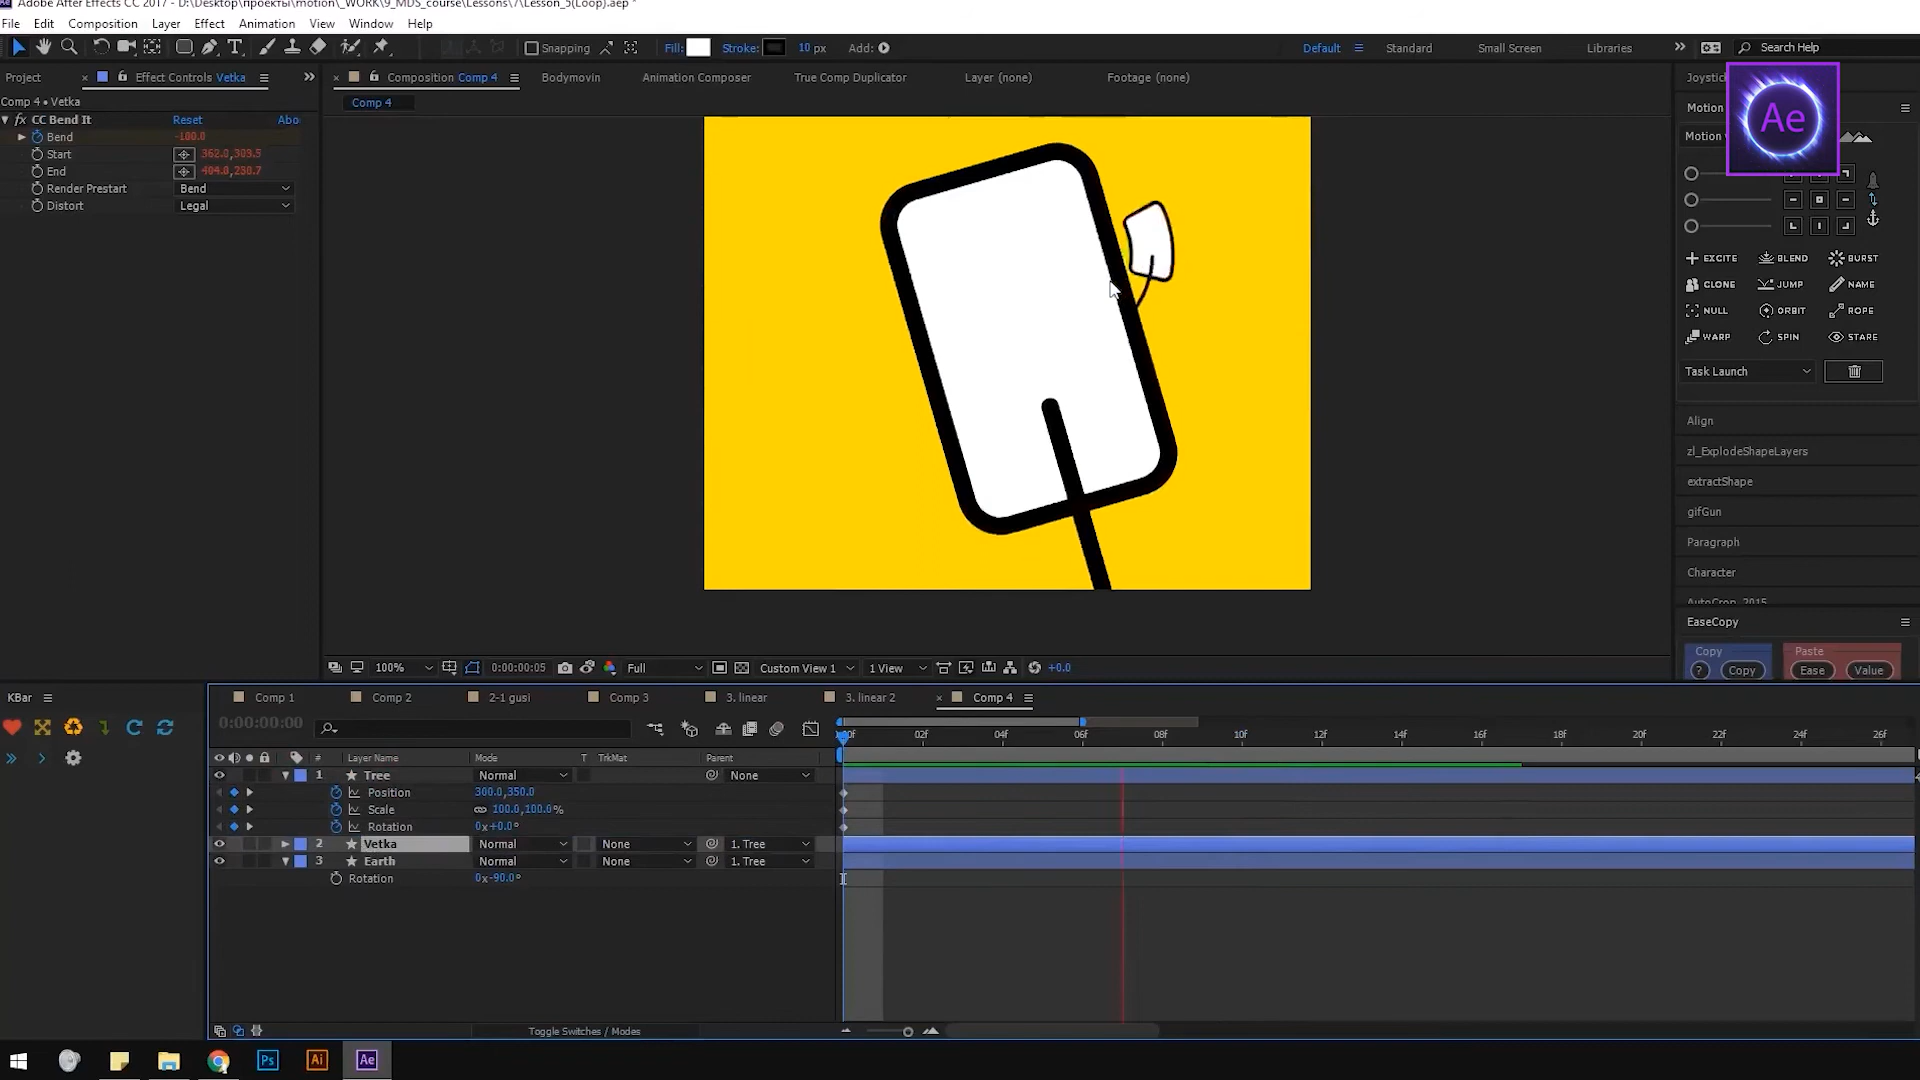 Adobe After Effects CC 2017 - D:\Desktop\проекты\motion\_WORK\9_MDS_course\Lessons\7\Lesson_5(Loop).aep *
File Edit Composition Layer Effect Animation View Window Help
Snapping Fill: Stroke: 10 px Add: Default Standard Small Screen Libraries Search Help
Project Effect Controls Vetka Composition Comp 4 Bodymovin Animation Composer True Comp Duplicator Layer (none) Footage (none) Joystic
Comp 4 • Vetka
Comp 4
Motion
Ae
fx CC Bend It Reset Abo
Bend -100.0
Motion
Start 362.0,303.5
End 404.0,230.7
Render Prestart Bend
Distort Legal
EXCITE BLEND BURST
CLONE JUMP NAME
NULL ORBIT ROPE
WARP SPIN STARE
Task Launch
Align
zl_ExplodeShapeLayers
extractShape
gifGun
Paragraph
Character
AutoCrop_2015
EaseCopy
Copy Paste
? Copy Ease Value
100% 0:00:00:05 Full Custom View 1 1 View +0.0
KBar
Comp 1 Comp 2 2-1 gusi Comp 3 3. linear 3. linear 2 Comp 4
0:00:00:00
:00f 02f 04f 06f 08f 10f 12f 14f 16f 18f 20f 22f 24f 26f
# Layer Name Mode T TrkMat Parent
1 Tree Normal None
Position 300.0,350.0
Scale 100.0,100.0%
Rotation 0x+0.0°
2 Vetka Normal None 1. Tree
3 Earth Normal None 1. Tree
Rotation 0x-90.0°
Toggle Switches / Modes
Ps Ai Ae